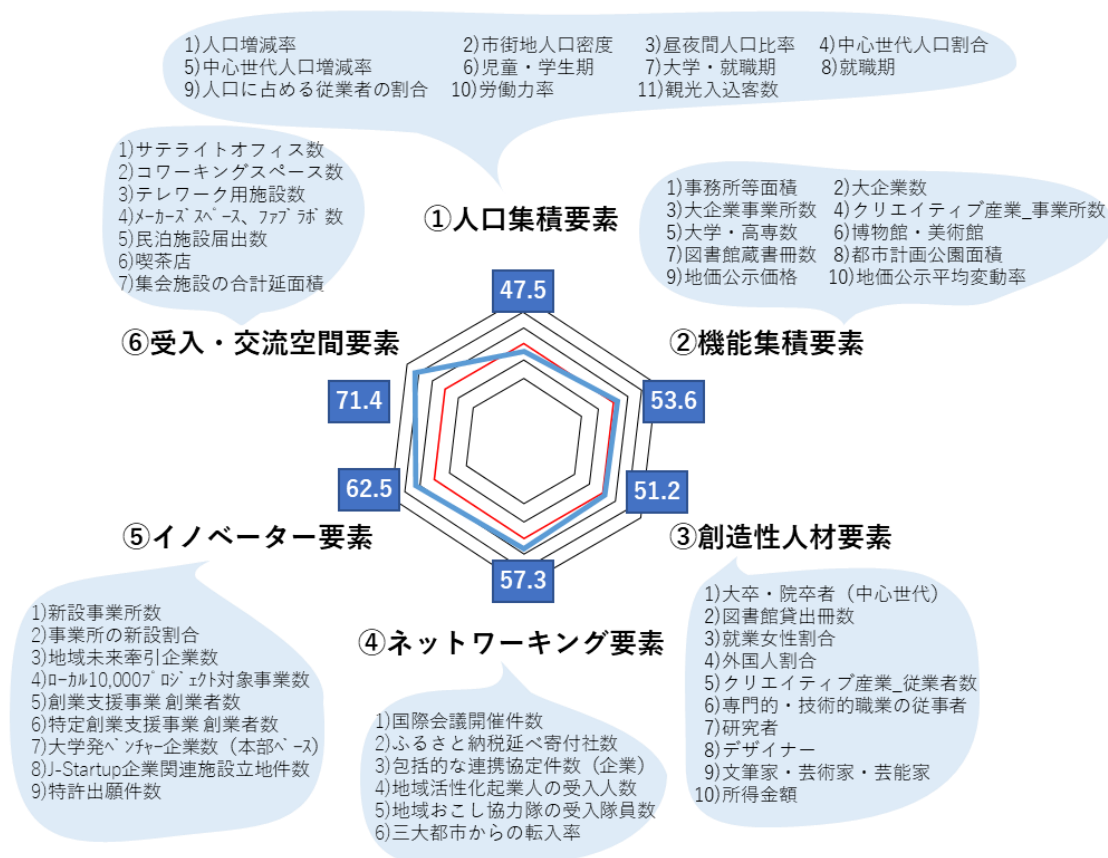 1)人口増減率 2)市街地人口密度 3)昼夜間人口比率 4)中心世代人口割合
5)中心世代人口増減率 6)児童・学生期 7)大学・就職期 8)就職期
9)人口に占める従業者の割合 10)労働力率 11)観光入込客数
1)サテライトオフィス数
2)コワーキングスペース数
3)テレワーク用施設数
4)ﾒｰｶｰｽﾞｽﾍﾟｰｽ、ﾌｧﾌﾞﾗﾎﾞ数
5)民泊施設届出数
6)喫茶店
7)集会施設の合計延面積
①人口集積要素
1)事務所等面積 2)大企業数
3)大企業事業所数 4)クリエイティブ産業_事業所数
5)大学・高専数 6)博物館・美術館
7)図書館蔵書冊数 8)都市計画公園面積
9)地価公示価格 10)地価公示平均変動率
47.5
⑥受入・交流空間要素
②機能集積要素
71.4
53.6
62.5
51.2
⑤イノベーター要素
③創造性人材要素
57.3
1)新設事業所数
2)事業所の新設割合
3)地域未来牽引企業数
4)ﾛｰｶﾙ10,000ﾌﾟﾛｼﾞｪｸﾄ対象事業数
5)創業支援事業 創業者数
6)特定創業支援事業 創業者数
7)大学発ﾍﾞﾝﾁｬｰ企業数（本部ﾍﾞｰｽ）
8)J-Startup企業関連施設立地件数
9)特許出願件数
④ネットワーキング要素
1)国際会議開催件数
2)ふるさと納税延べ寄付社数
3)包括的な連携協定件数（企業）
4)地域活性化起業人の受入人数
5)地域おこし協力隊の受入隊員数
6)三大都市からの転入率
1)大卒・院卒者（中心世代）
2)図書館貸出冊数
3)就業女性割合
4)外国人割合
5)クリエイティブ産業_従業者数
6)専門的・技術的職業の従事者
7)研究者
8)デザイナー
9)文筆家・芸術家・芸能家
10)所得金額